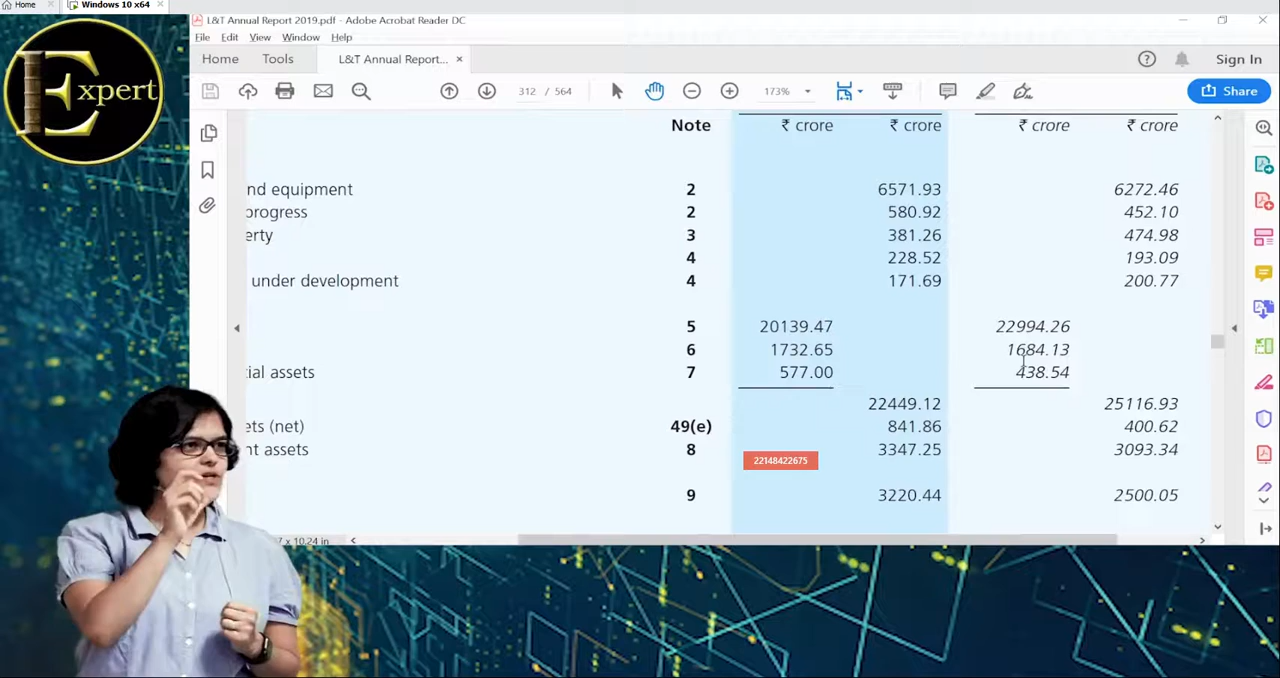 Home
Windows 10 x64
Expert
L&T Annual Report 2019.pdf - Adobe Acrobat Reader DC
File Edit View Window Help
Home Tools L&T Annual Report...
Sign In
312 / 564
173%
Share
Note ₹ crore ₹ crore ₹ crore ₹ crore
nd equipment 2 6571.93 6272.46
progress 2 580.92 452.10
erty 3 381.26 474.98
4 228.52 193.09
under development 4 171.69 200.77
5 20139.47 22994.26
6 1732.65 1684.13
ial assets 7 577.00 438.54
22449.12 25116.93
ets (net) 49(e) 841.86 400.62
nt assets 8 3347.25 3093.34
22148422675
9 3220.44 2500.05
10.24 in